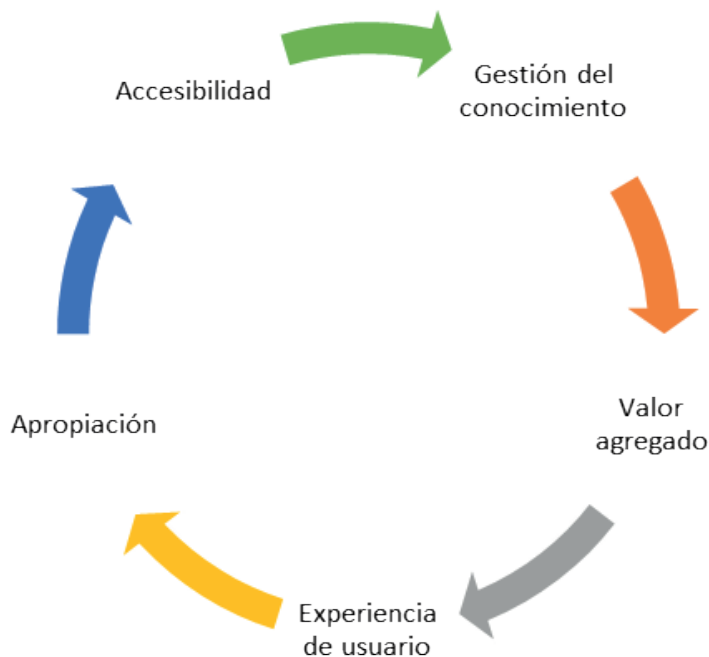 Accesibilidad
Gestión del
conocimiento
Valor
agregado
Experiencia
de usuario
Apropiación